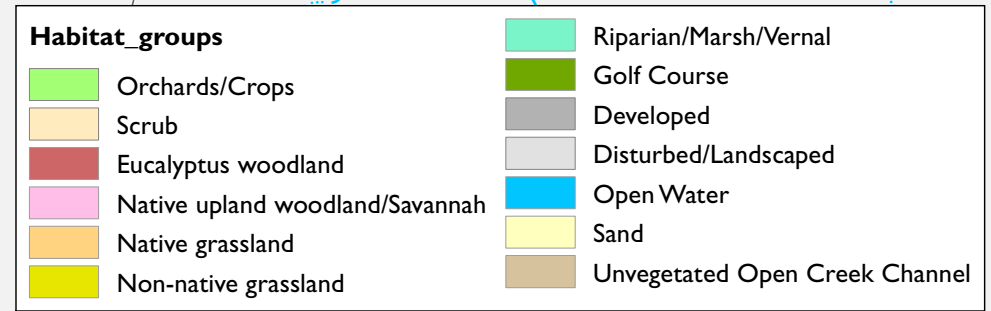 Habitat_groups
Orchards/Crops
Scrub
Eucalyptus woodland
Native upland woodland/Savannah
Native grassland
Non-native grassland
Riparian/Marsh/Vernal
Golf Course
Developed
Disturbed/Landscaped
Open Water
Sand
Unvegetated Open Creek Channel